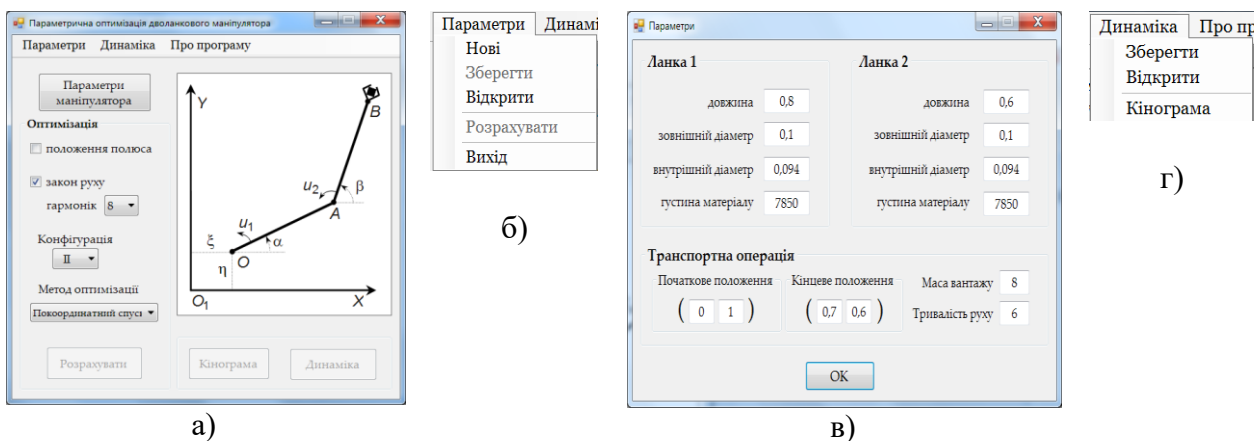 Параметрична оптимізація дволанкового маніпулятора
Параметри Динаміка Про програму
Параметри
маніпулятора
Оптимізація
положення полюса
закон руху
гармонік 8
Конфігурація
II
Метод оптимізації
Покоординатний спуск
Розрахувати
Кінограма
Динаміка
Y
B
u2
β
A
u1
ξ
α
O
η
O1
X
а)
Параметри Динамі
Нові
Зберегти
Відкрити
Розрахувати
Вихід
б)
Параметри
Ланка 1
довжина 0,8
зовнішній діаметр 0,1
внутрішній діаметр 0,094
густина матеріалу 7850
Ланка 2
довжина 0,6
зовнішній діаметр 0,1
внутрішній діаметр 0,094
густина матеріалу 7850
Транспортна операція
Початкове положення
( 0 1 )
Кінцеве положення
( 0,7 0,6 )
Маса вантажу 8
Тривалість руху 6
OK
в)
Динаміка Про пр
Зберегти
Відкрити
Кінограма
г)